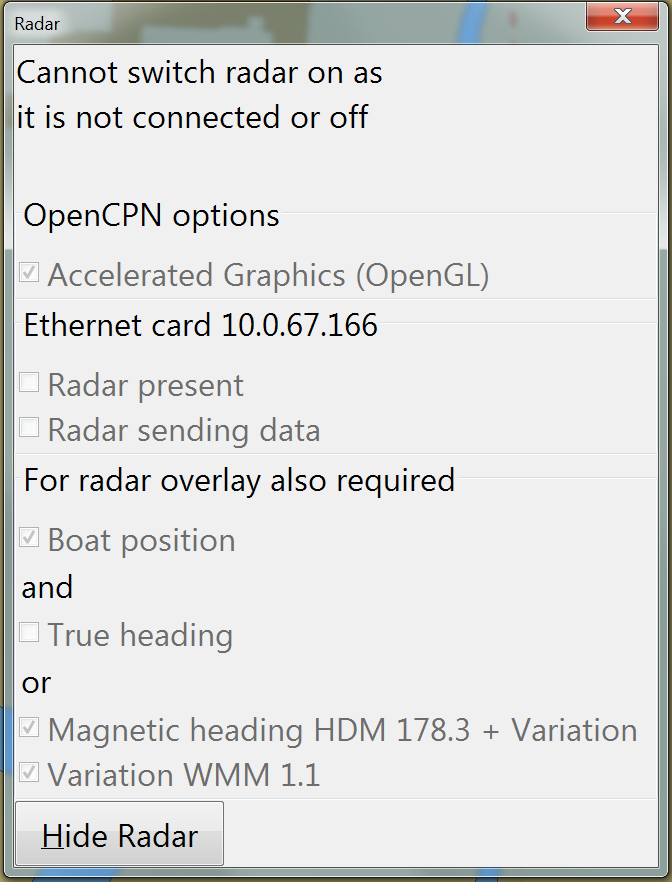 Radar
Cannot switch radar on as
it is not connected or off
OpenCPN options
Accelerated Graphics (OpenGL)
Ethernet card 10.0.67.166
Radar present
Radar sending data
For radar overlay also required
Boat position
and
True heading
or
Magnetic heading HDM 178.3 + Variation
Variation WMM 1.1
Hide Radar